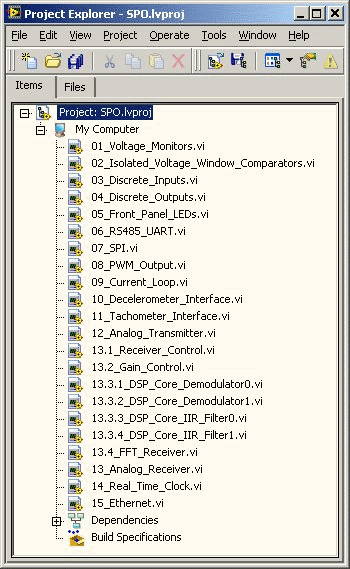 Project Explorer - SPO.lvproj
File Edit View Project Operate Tools Window Help
Items Files
Project: SPO.lvproj
My Computer
01_Voltage_Monitors.vi
02_Isolated_Voltage_Window_Comparators.vi
03_Discrete_Inputs.vi
04_Discrete_Outputs.vi
05_Front_Panel_LEDs.vi
06_RS485_UART.vi
07_SPI.vi
08_PWM_Output.vi
09_Current_Loop.vi
10_Decelerometer_Interface.vi
11_Tachometer_Interface.vi
12_Analog_Transmitter.vi
13.1_Receiver_Control.vi
13.2_Gain_Control.vi
13.3.1_DSP_Core_Demodulator0.vi
13.3.2_DSP_Core_Demodulator1.vi
13.3.3_DSP_Core_IIR_Filter0.vi
13.3.4_DSP_Core_IIR_Filter1.vi
13.4_FFT_Receiver.vi
13_Analog_Receiver.vi
14_Real_Time_Clock.vi
15_Ethernet.vi
Dependencies
Build Specifications